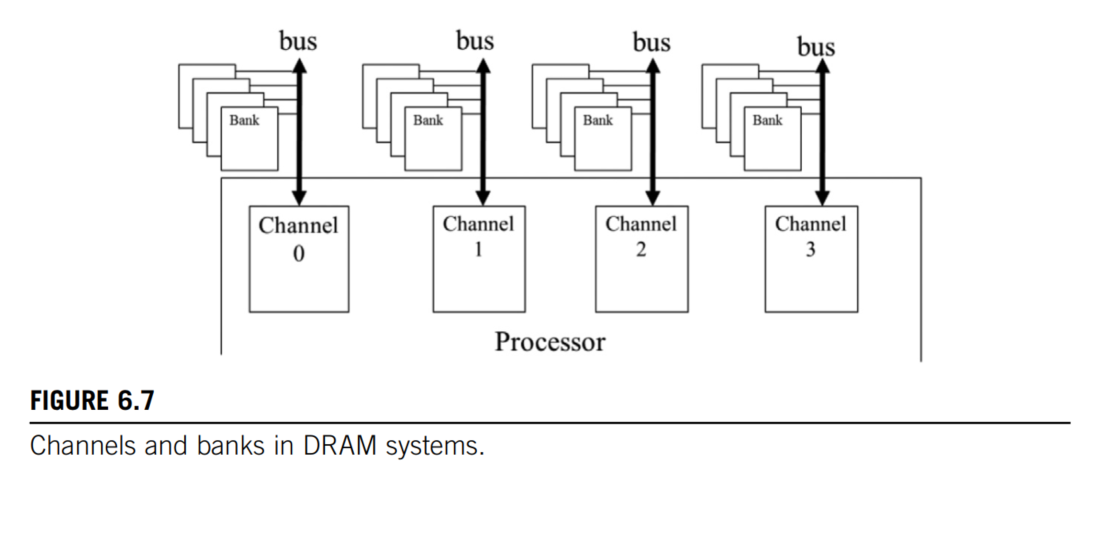 bus bus bus bus
Bank Bank Bank Bank
Channel Channel Channel Channel
0 1 2 3
Processor
FIGURE 6.7
Channels and banks in DRAM systems.